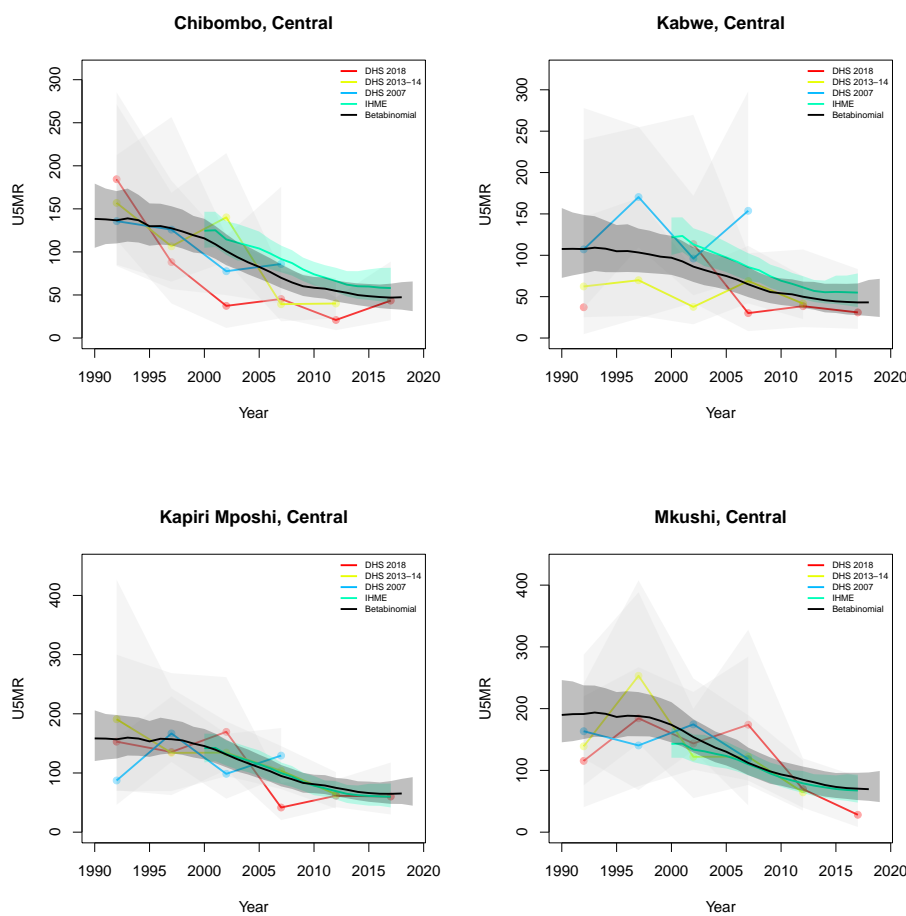 Chibombo, Central
U5MR
300
250
200
150
100
50
0
DHS 2018
DHS 2013−14
DHS 2007
IHME
Betabinomial
1990 1995 2000 2005 2010 2015 2020
Year
Kabwe, Central
U5MR
300
250
200
150
100
50
0
DHS 2018
DHS 2013−14
DHS 2007
IHME
Betabinomial
1990 1995 2000 2005 2010 2015 2020
Year
Kapiri Mposhi, Central
U5MR
400
300
200
100
0
DHS 2018
DHS 2013−14
DHS 2007
IHME
Betabinomial
1990 1995 2000 2005 2010 2015 2020
Year
Mkushi, Central
U5MR
400
300
200
100
0
DHS 2018
DHS 2013−14
DHS 2007
IHME
Betabinomial
1990 1995 2000 2005 2010 2015 2020
Year